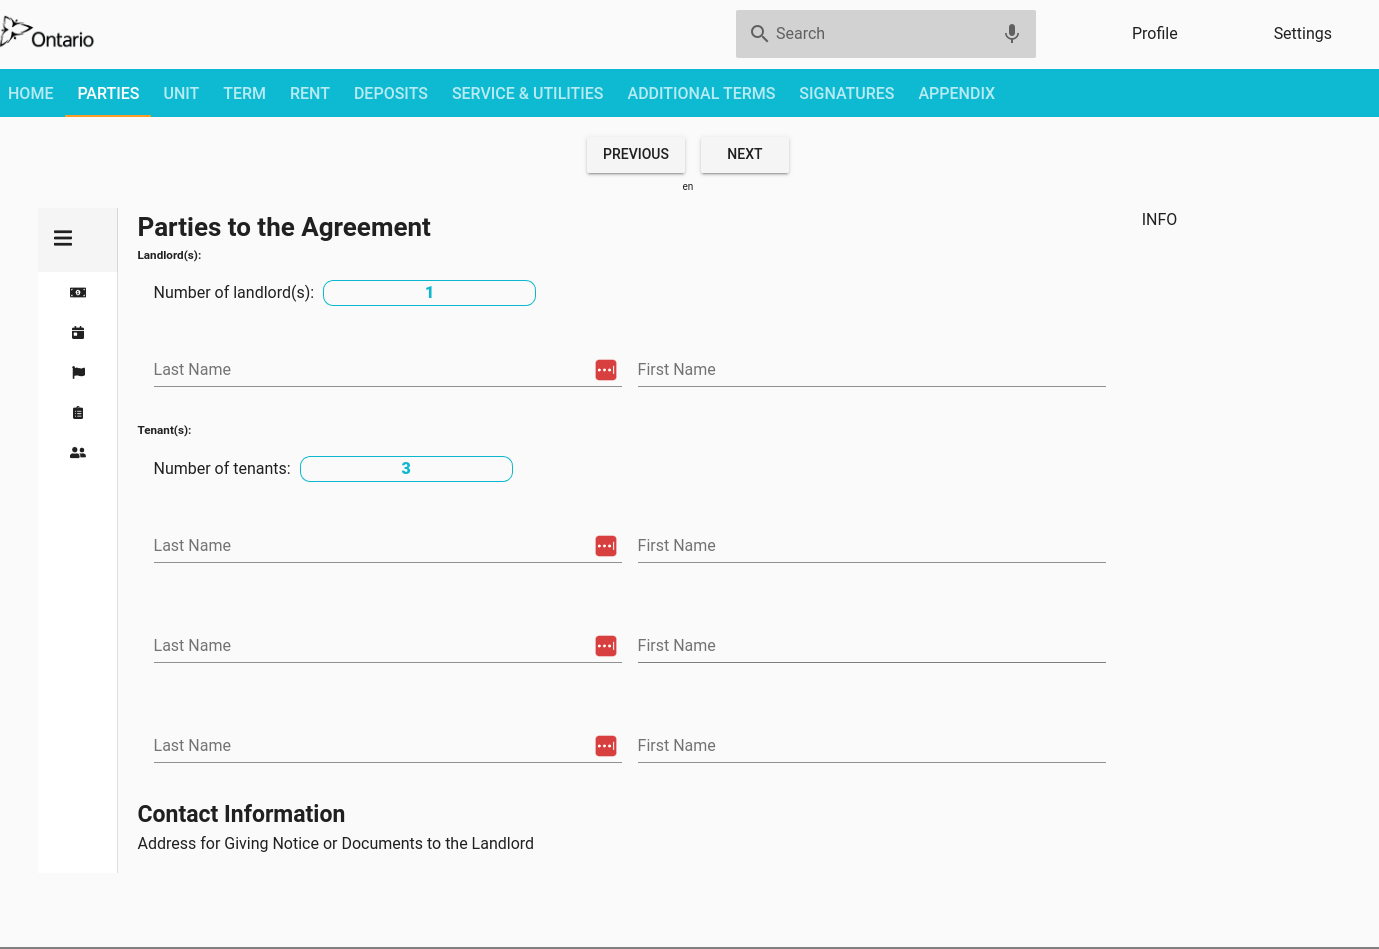 Ontario
Search
Profile
Settings
HOME PARTIES UNIT TERM RENT DEPOSITS SERVICE & UTILITIES ADDITIONAL TERMS SIGNATURES APPENDIX
PREVIOUS NEXT
en
Parties to the Agreement
INFO
Landlord(s):
Number of landlord(s): 1
Last Name First Name
Tenant(s):
Number of tenants: 3
Last Name First Name
Last Name First Name
Last Name First Name
Contact Information
Address for Giving Notice or Documents to the Landlord